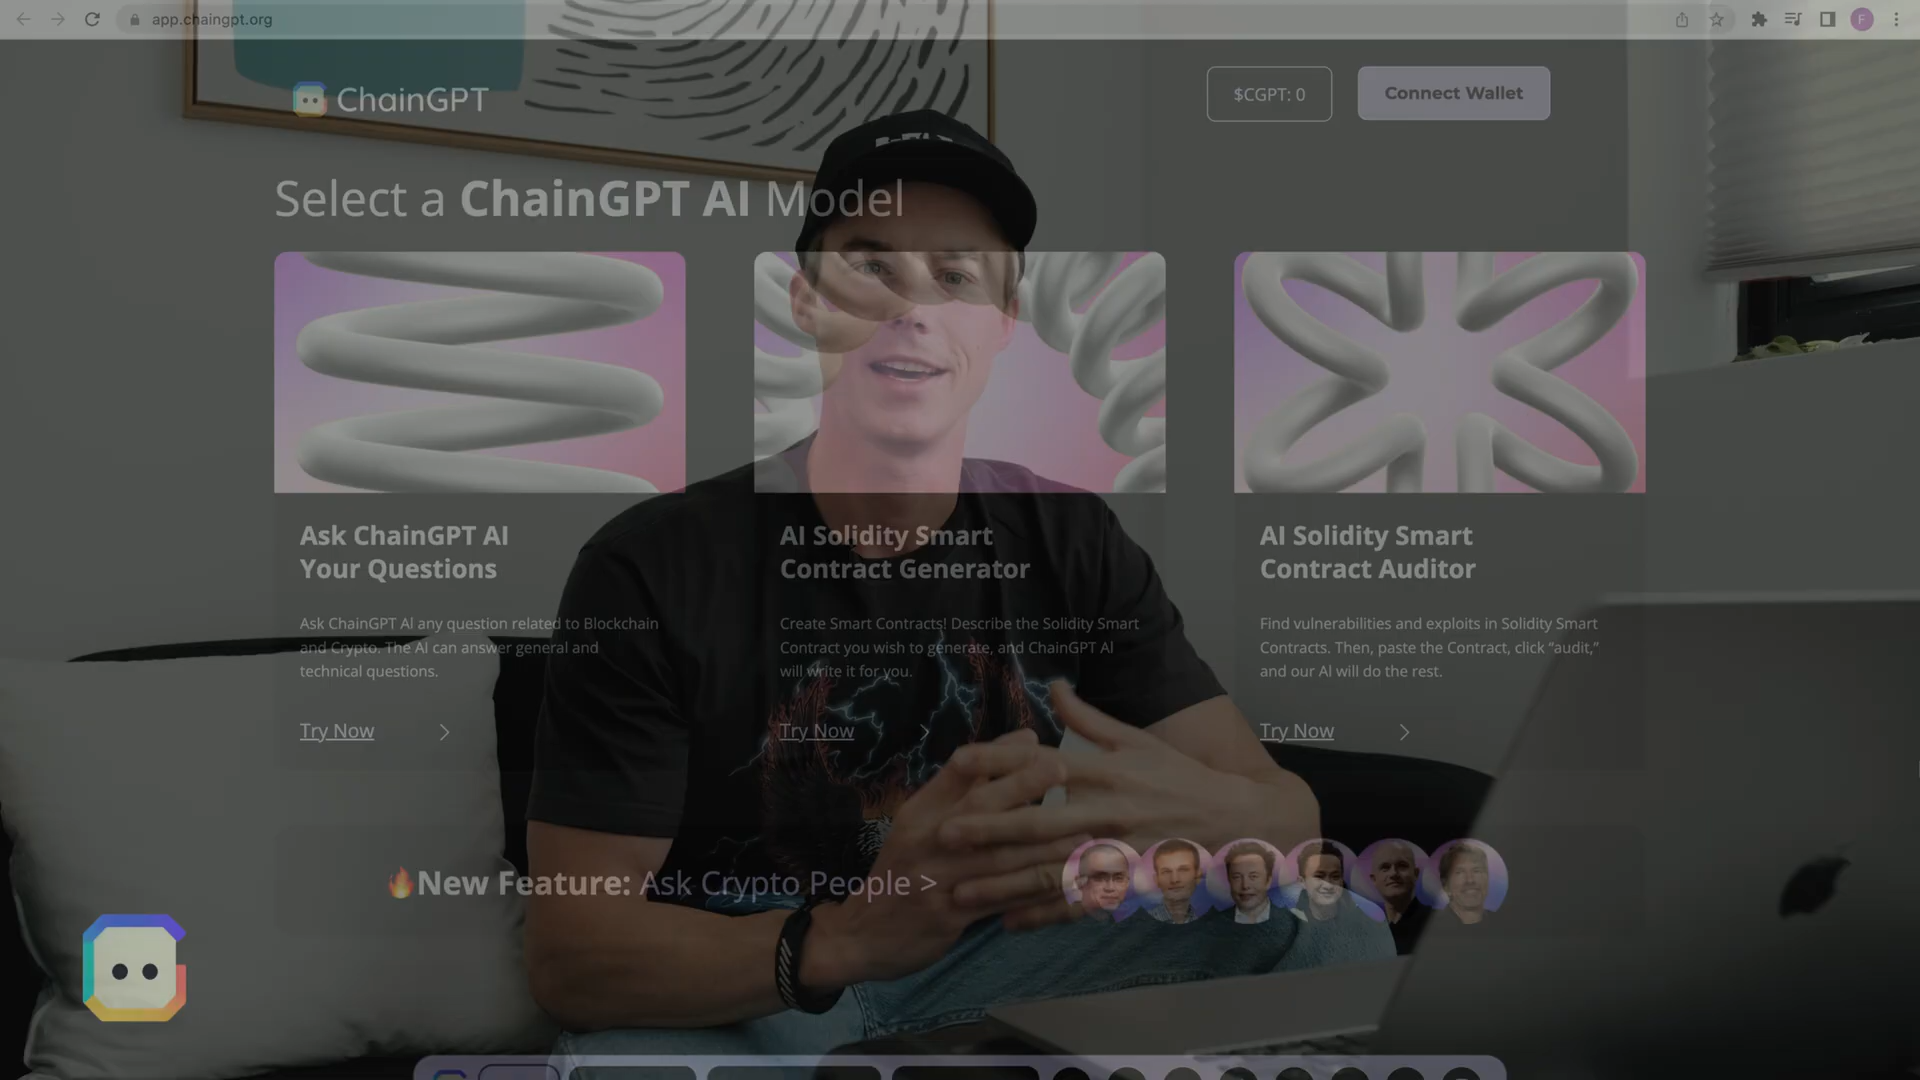 app.chaingpt.org
F
ChainGPT
$CGPT: 0
Connect Wallet
Select a ChainGPT AI Model
Ask ChainGPT AI
Your Questions
Ask ChainGPT AI any question related to Blockchain
and Crypto. The AI can answer general and
technical questions.
Try Now
AI Solidity Smart
Contract Generator
Create Smart Contracts! Describe the Solidity Smart
Contract you wish to generate, and ChainGPT AI
will write it for you.
Try Now
AI Solidity Smart
Contract Auditor
Find vulnerabilities and exploits in Solidity Smart
Contracts. Then, paste the Contract, click “audit,”
and our AI will do the rest.
Try Now
🔥New Feature: Ask Crypto People >